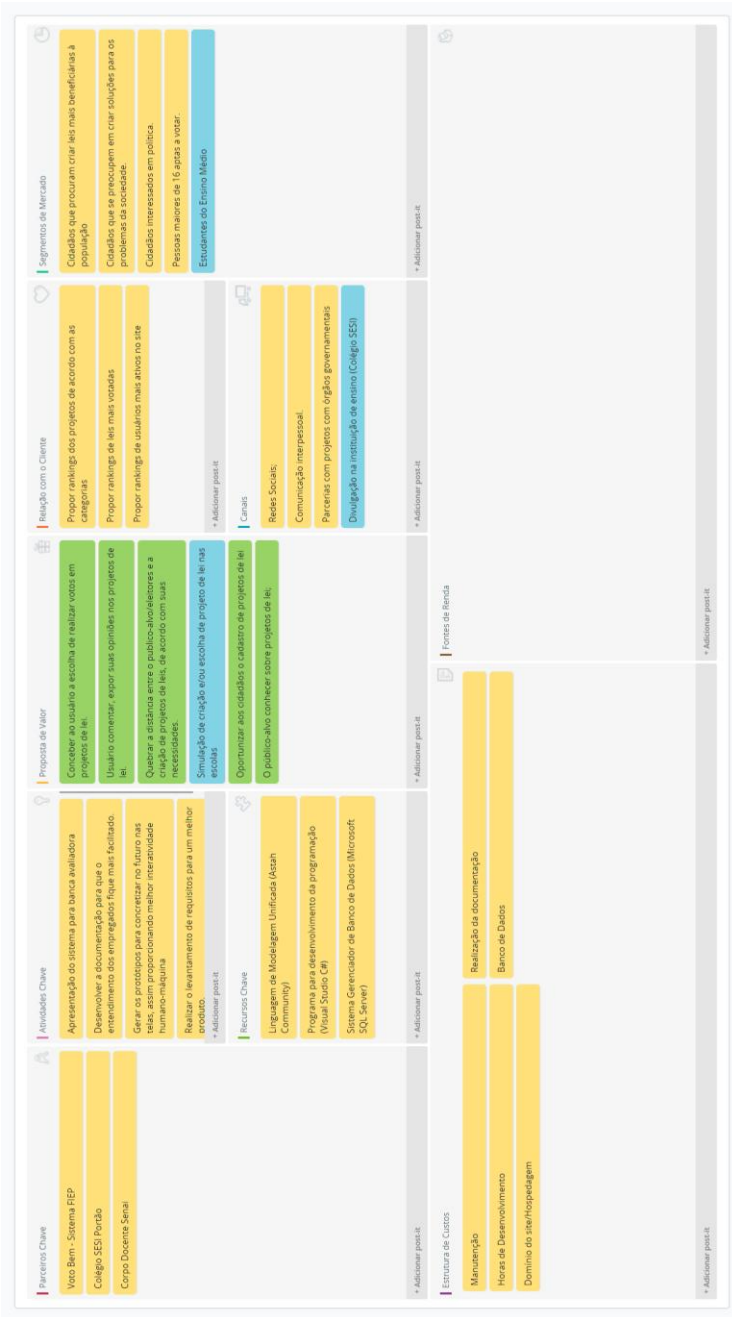 Parceiros Chave
Voto Bem - Sistema FIEP
Colégio SESI Portão
Corpo Docente Senai
+ Adicionar post-it
Atividades Chave
Apresentação do sistema para banca avaliadora
Desenvolver a documentação para que o
entendimento dos empregados fique mais facilitado.
Gerar os protótipos para concretizar no futuro nas
telas, assim proporcionando melhor interatividade
humano-máquina
Realizar o levantamento de requisitos para um melhor
produto.
+ Adicionar post-it
Recursos Chave
Linguagem de Modelagem Unificada (Astah
Community)
Programa para desenvolvimento da programação
(Visual Studio C#)
Sistema Gerenciador de Banco de Dados (Microsoft
SQL Server)
+ Adicionar post-it
Proposta de Valor
Conceber ao usuário a escolha de realizar votos em
projetos de lei.
Usuário comentar, expor suas opiniões nos projetos de
lei.
Quebrar a distância entre o publico-alvo/eleitores e a
criação de projetos de leis, de acordo com suas
necessidades.
Simulação de criação e/ou escolha de projeto de lei nas
escolas
Oportunizar aos cidadãos o cadastro de projetos de lei
O público-alvo conhecer sobre projetos de lei;
+ Adicionar post-it
Relação com o Cliente
Propor rankings dos projetos de acordo com as
categorias
Propor rankings de leis mais votadas
Propor rankings de usuários mais ativos no site
+ Adicionar post-it
Canais
Redes Sociais;
Comunicação interpessoal.
Parcerias com projetos com órgãos governamentais
Divulgação na instituição de ensino (Colégio SESI)
+ Adicionar post-it
Segmentos de Mercado
Cidadãos que procuram criar leis mais beneficiárias à
população
Cidadãos que se preocupem em criar soluções para os
problemas da sociedade.
Cidadãos interessados em política.
Pessoas maiores de 16 aptas a votar.
Estudantes do Ensino Médio
+ Adicionar post-it
Estrutura de Custos
Manutenção
Realização da documentação
Horas de Desenvolvimento
Banco de Dados
Domínio do site/Hospedagem
+ Adicionar post-it
Fontes de Renda
+ Adicionar post-it